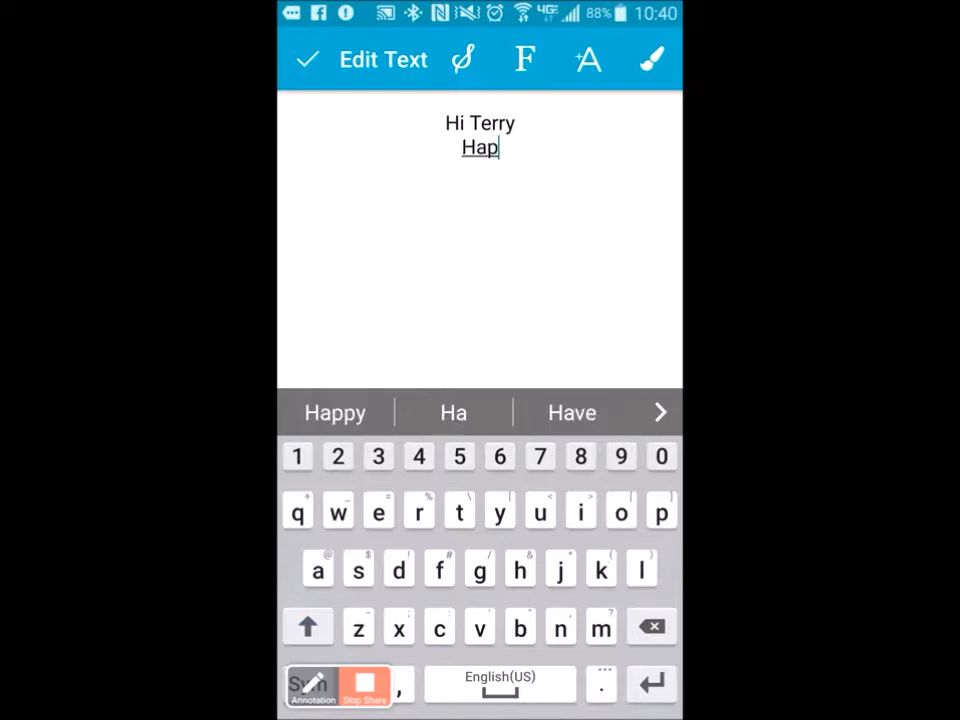 88% 10:40
Edit Text F A
Hi Terry
Hap
Happy Ha Have
1 2 3 4 5 6 7 8 9 0
q w e r t y u i o p
a s d f g h j k l
z x c v b n m
Sym , English(US) .
Annotation Stop Share